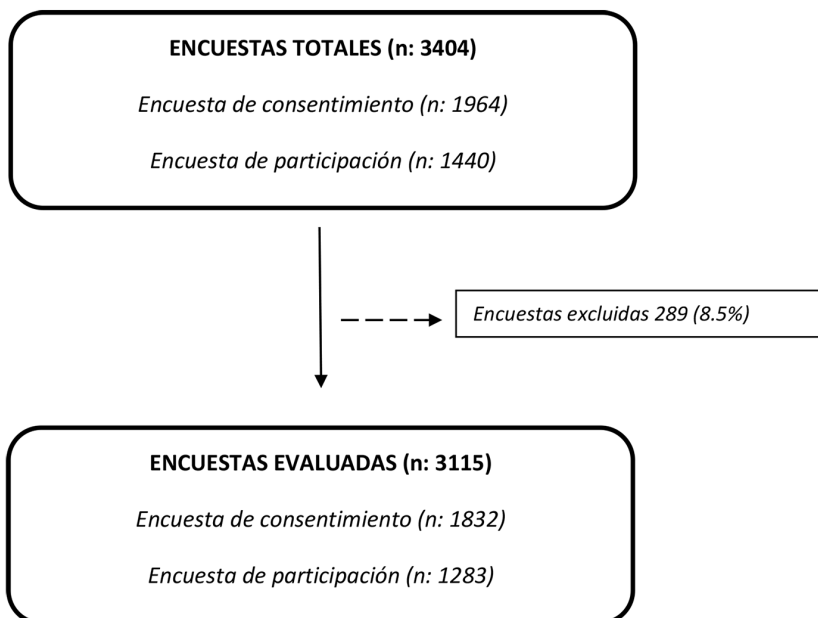 ENCUESTAS TOTALES (n: 3404)
Encuesta de consentimiento (n: 1964)
Encuesta de participación (n: 1440)
Encuestas excluidas 289 (8.5%)
ENCUESTAS EVALUADAS (n: 3115)
Encuesta de consentimiento (n: 1832)
Encuesta de participación (n: 1283)